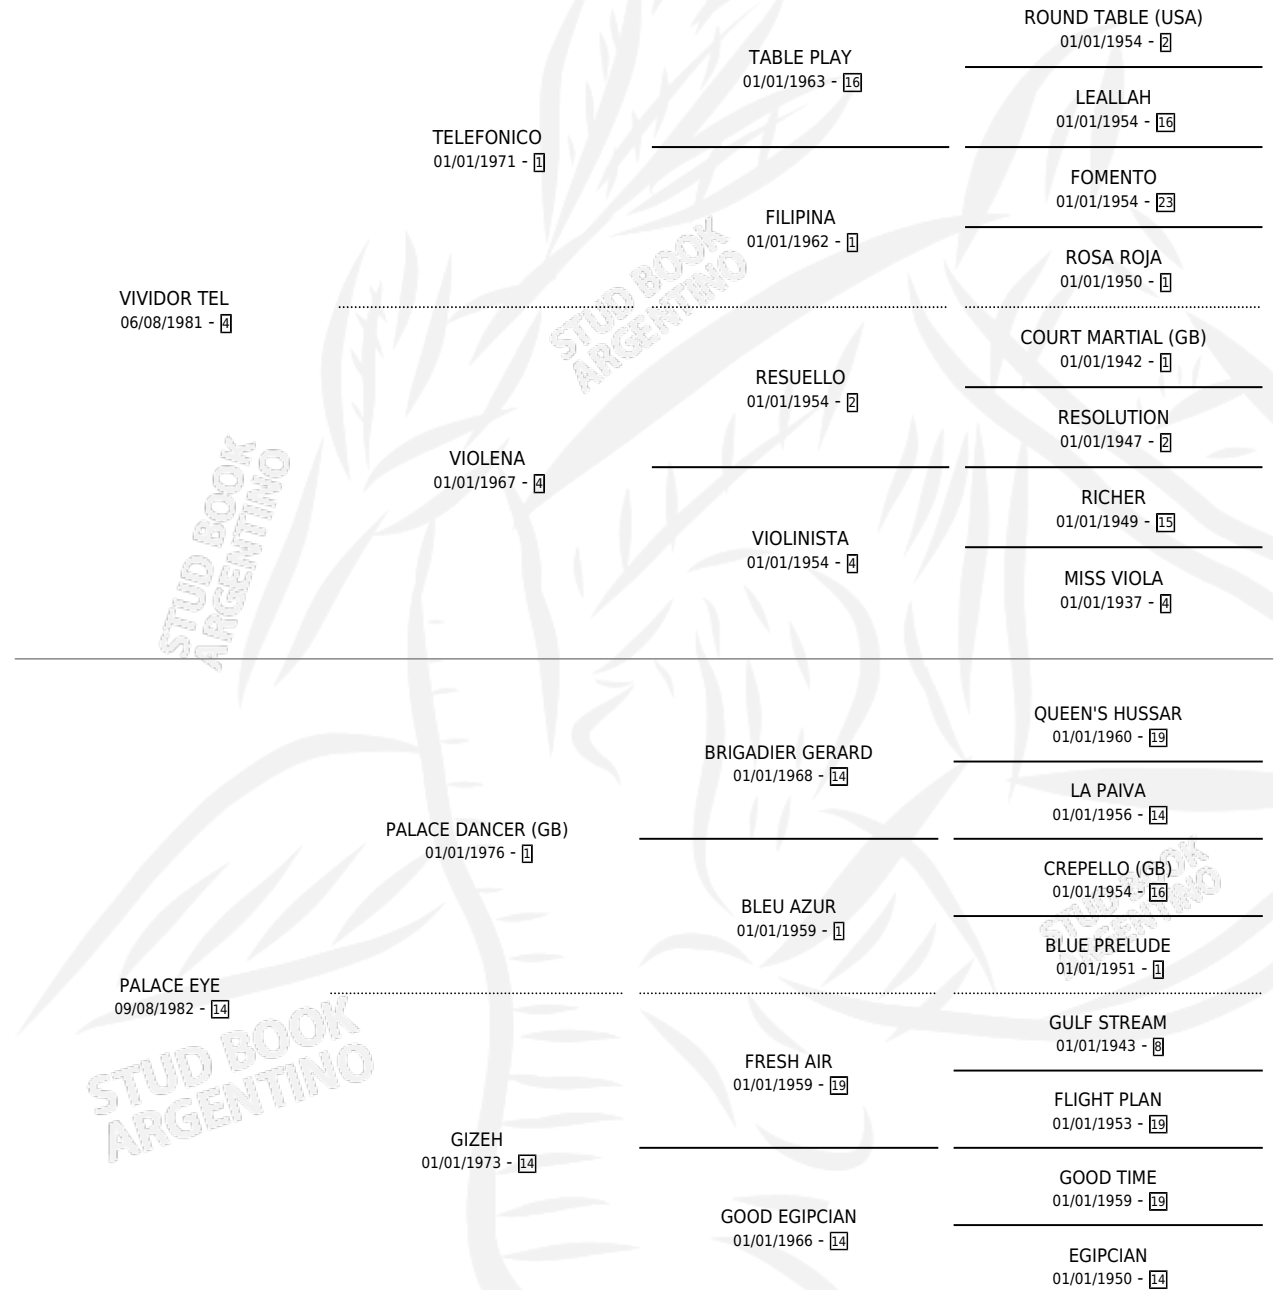 ROUND TABLE (USA)
01/01/1954 - 2
TABLE PLAY
01/01/1963 - 16
LEALLAH
01/01/1954 - 16
TELEFONICO
01/01/1971 - 1
FOMENTO
01/01/1954 - 23
FILIPINA
01/01/1962 - 1
ROSA ROJA
01/01/1950 - 1
VIVIDOR TEL
06/08/1981 - 4
COURT MARTIAL (GB)
01/01/1942 - 1
RESUELLO
01/01/1954 - 2
RESOLUTION
01/01/1947 - 2
VIOLENA
01/01/1967 - 4
RICHER
01/01/1949 - 15
VIOLINISTA
01/01/1954 - 4
MISS VIOLA
01/01/1937 - 4
QUEEN'S HUSSAR
01/01/1960 - 19
BRIGADIER GERARD
01/01/1968 - 14
LA PAIVA
01/01/1956 - 14
PALACE DANCER (GB)
01/01/1976 - 1
CREPELLO (GB)
01/01/1954 - 16
BLEU AZUR
01/01/1959 - 1
BLUE PRELUDE
01/01/1951 - 1
PALACE EYE
09/08/1982 - 14
GULF STREAM
01/01/1943 - 8
FRESH AIR
01/01/1959 - 19
FLIGHT PLAN
01/01/1953 - 19
GIZEH
01/01/1973 - 14
GOOD TIME
01/01/1959 - 19
GOOD EGIPCIAN
01/01/1966 - 14
EGIPCIAN
01/01/1950 - 14
STUD BOOK
ARGENTINO
STUD BOOK
ARGENTINO
STUD BOOK
ARGENTINO
STUD BOOK
ARGENTINO